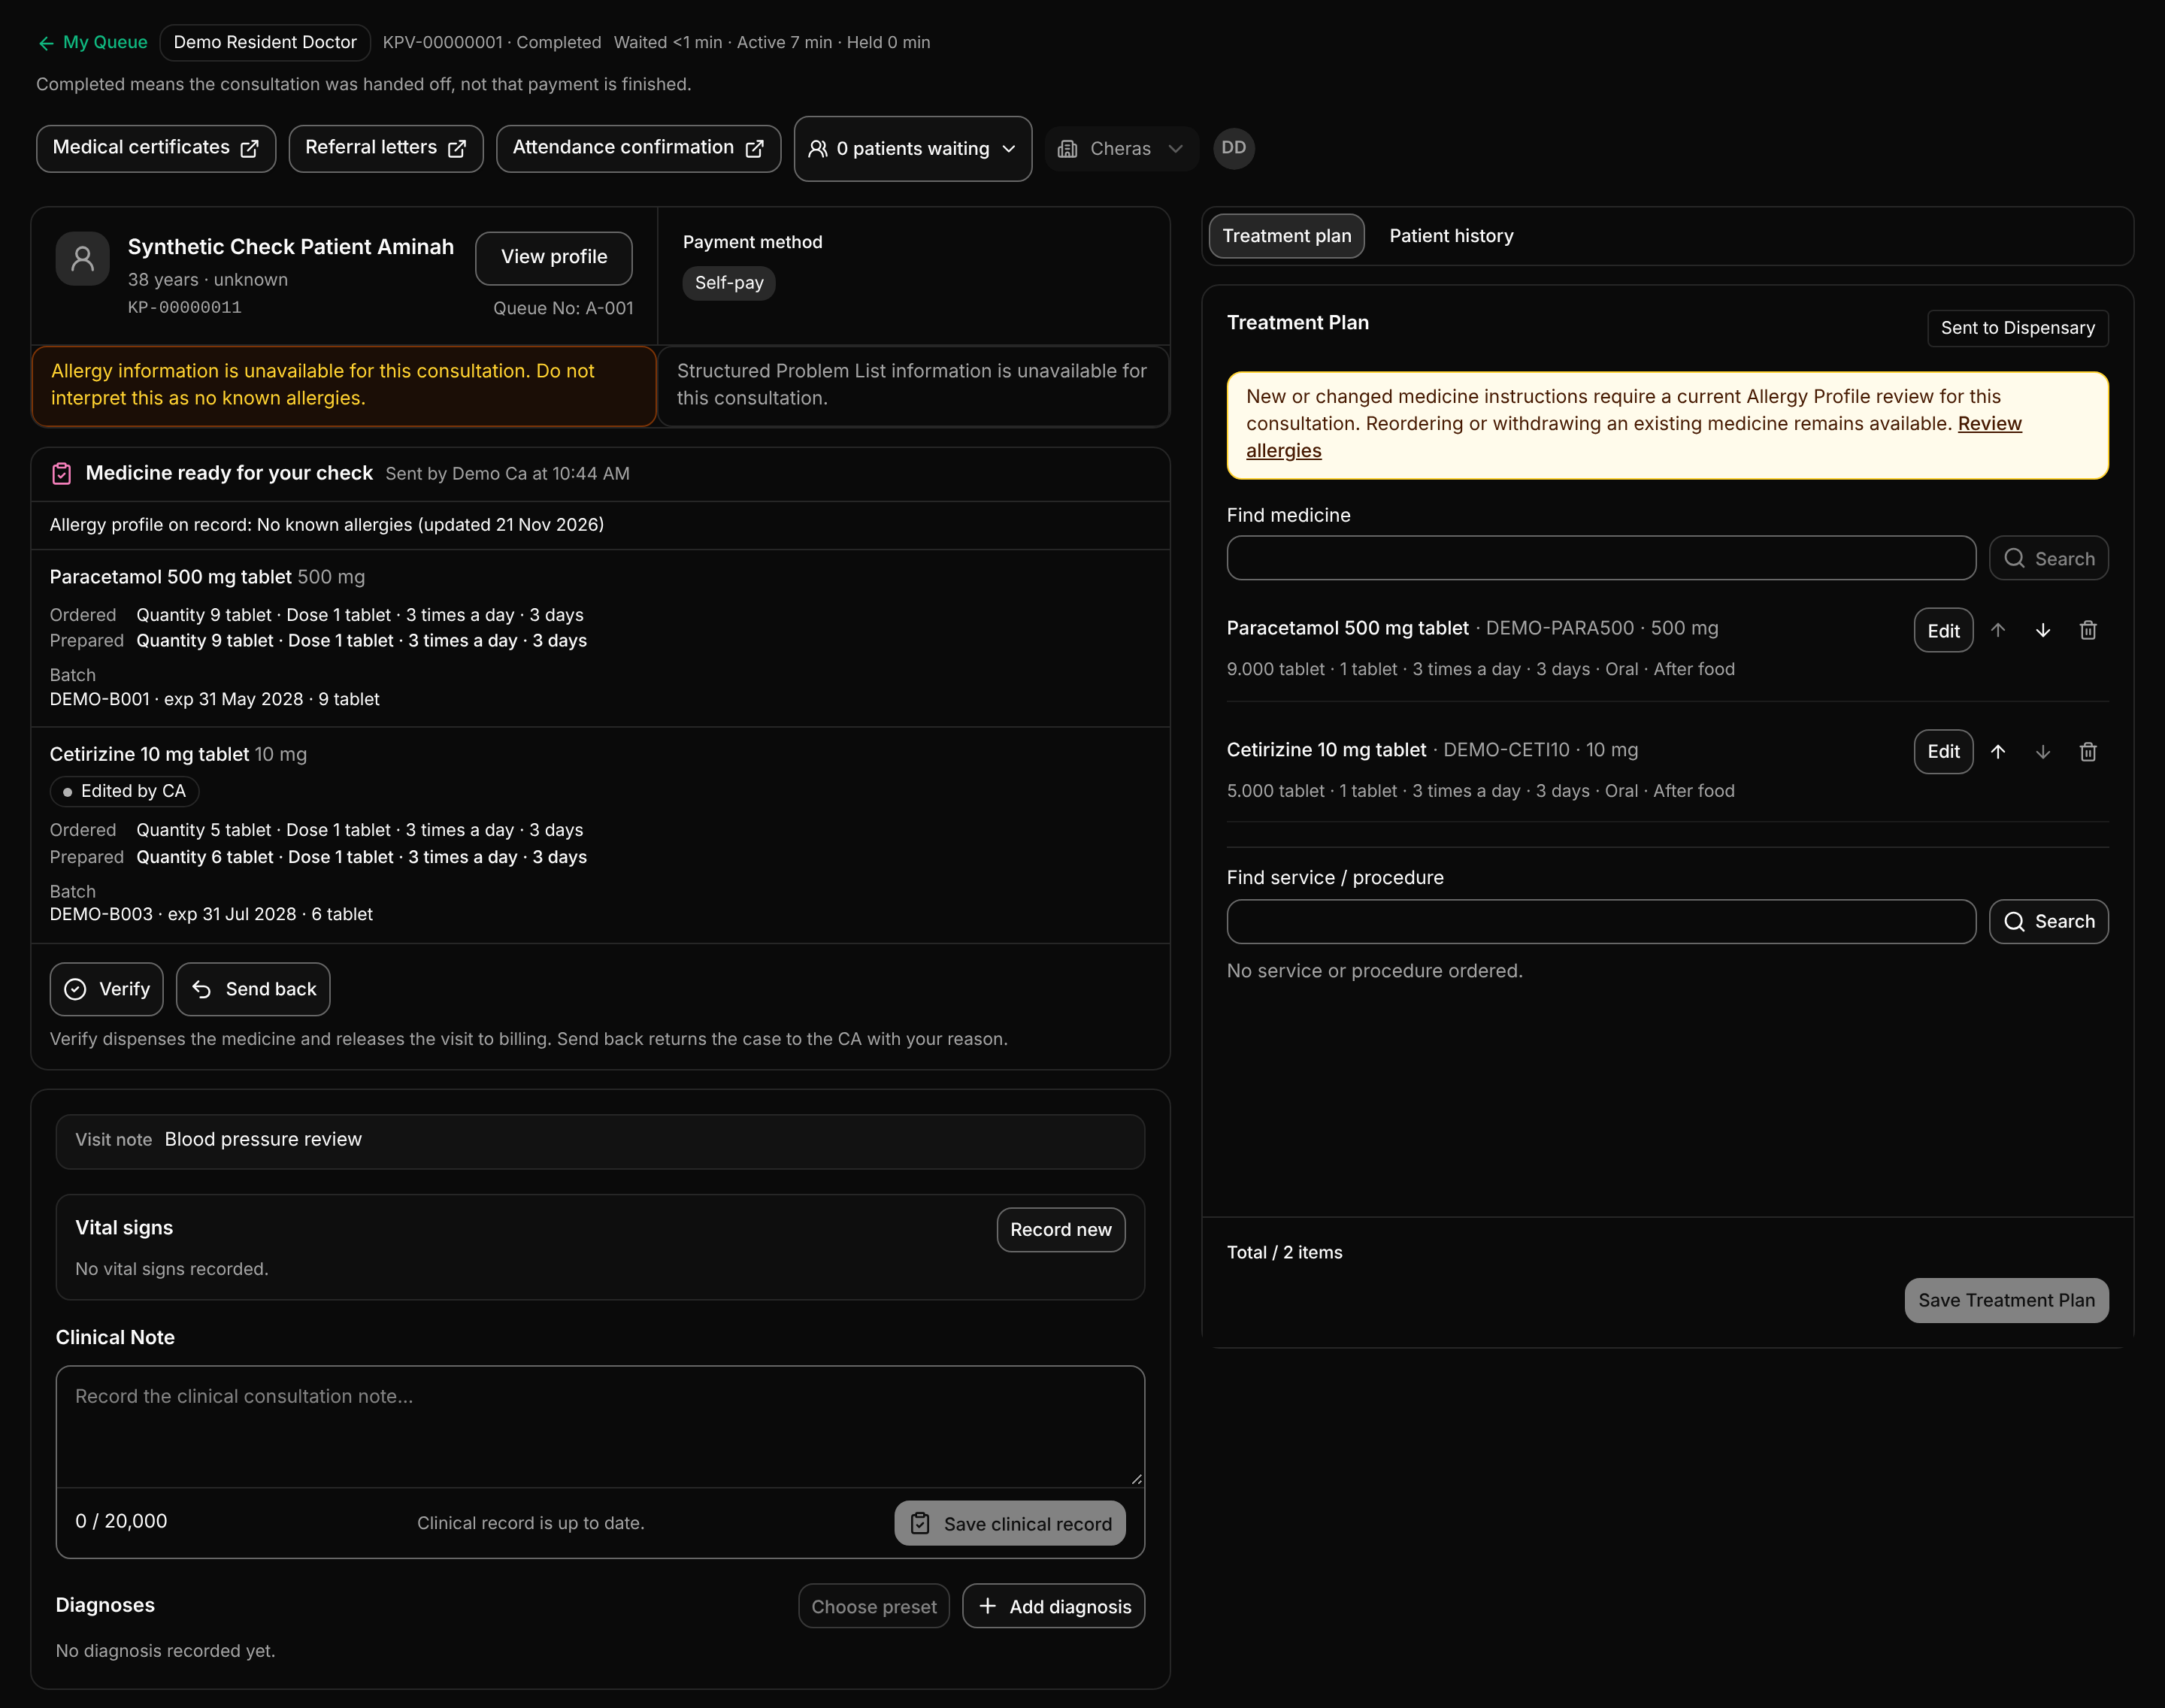 My Queue Demo Resident Doctor KPV-00000001 · Completed Waited <1 min · Active 7 min · Held 0 min
Completed means the consultation was handed off, not that payment is finished.
Medical certificates Referral letters Attendance confirmation 0 patients waiting Cheras DD
Synthetic Check Patient Aminah
38 years · unknown
KP-00000011
View profile
Queue No: A-001
Payment method
Self-pay
Allergy information is unavailable for this consultation. Do not
interpret this as no known allergies.
Structured Problem List information is unavailable for
this consultation.
Medicine ready for your check Sent by Demo Ca at 10:44 AM
Allergy profile on record: No known allergies (updated 21 Nov 2026)
Paracetamol 500 mg tablet 500 mg
Ordered Quantity 9 tablet · Dose 1 tablet · 3 times a day · 3 days
Prepared Quantity 9 tablet · Dose 1 tablet · 3 times a day · 3 days
Batch
DEMO-B001 · exp 31 May 2028 · 9 tablet
Cetirizine 10 mg tablet 10 mg
Edited by CA
Ordered Quantity 5 tablet · Dose 1 tablet · 3 times a day · 3 days
Prepared Quantity 6 tablet · Dose 1 tablet · 3 times a day · 3 days
Batch
DEMO-B003 · exp 31 Jul 2028 · 6 tablet
Verify Send back
Verify dispenses the medicine and releases the visit to billing. Send back returns the case to the CA with your reason.
Visit note Blood pressure review
Vital signs
Record new
No vital signs recorded.
Clinical Note
Record the clinical consultation note...
0 / 20,000 Clinical record is up to date. Save clinical record
Diagnoses Choose preset Add diagnosis
No diagnosis recorded yet.
Treatment plan Patient history
Treatment Plan
Sent to Dispensary
New or changed medicine instructions require a current Allergy Profile review for this
consultation. Reordering or withdrawing an existing medicine remains available. Review
allergies
Find medicine
Search
Paracetamol 500 mg tablet · DEMO-PARA500 · 500 mg
Edit
9.000 tablet · 1 tablet · 3 times a day · 3 days · Oral · After food
Cetirizine 10 mg tablet · DEMO-CETI10 · 10 mg
Edit
5.000 tablet · 1 tablet · 3 times a day · 3 days · Oral · After food
Find service / procedure
Search
No service or procedure ordered.
Total / 2 items
Save Treatment Plan